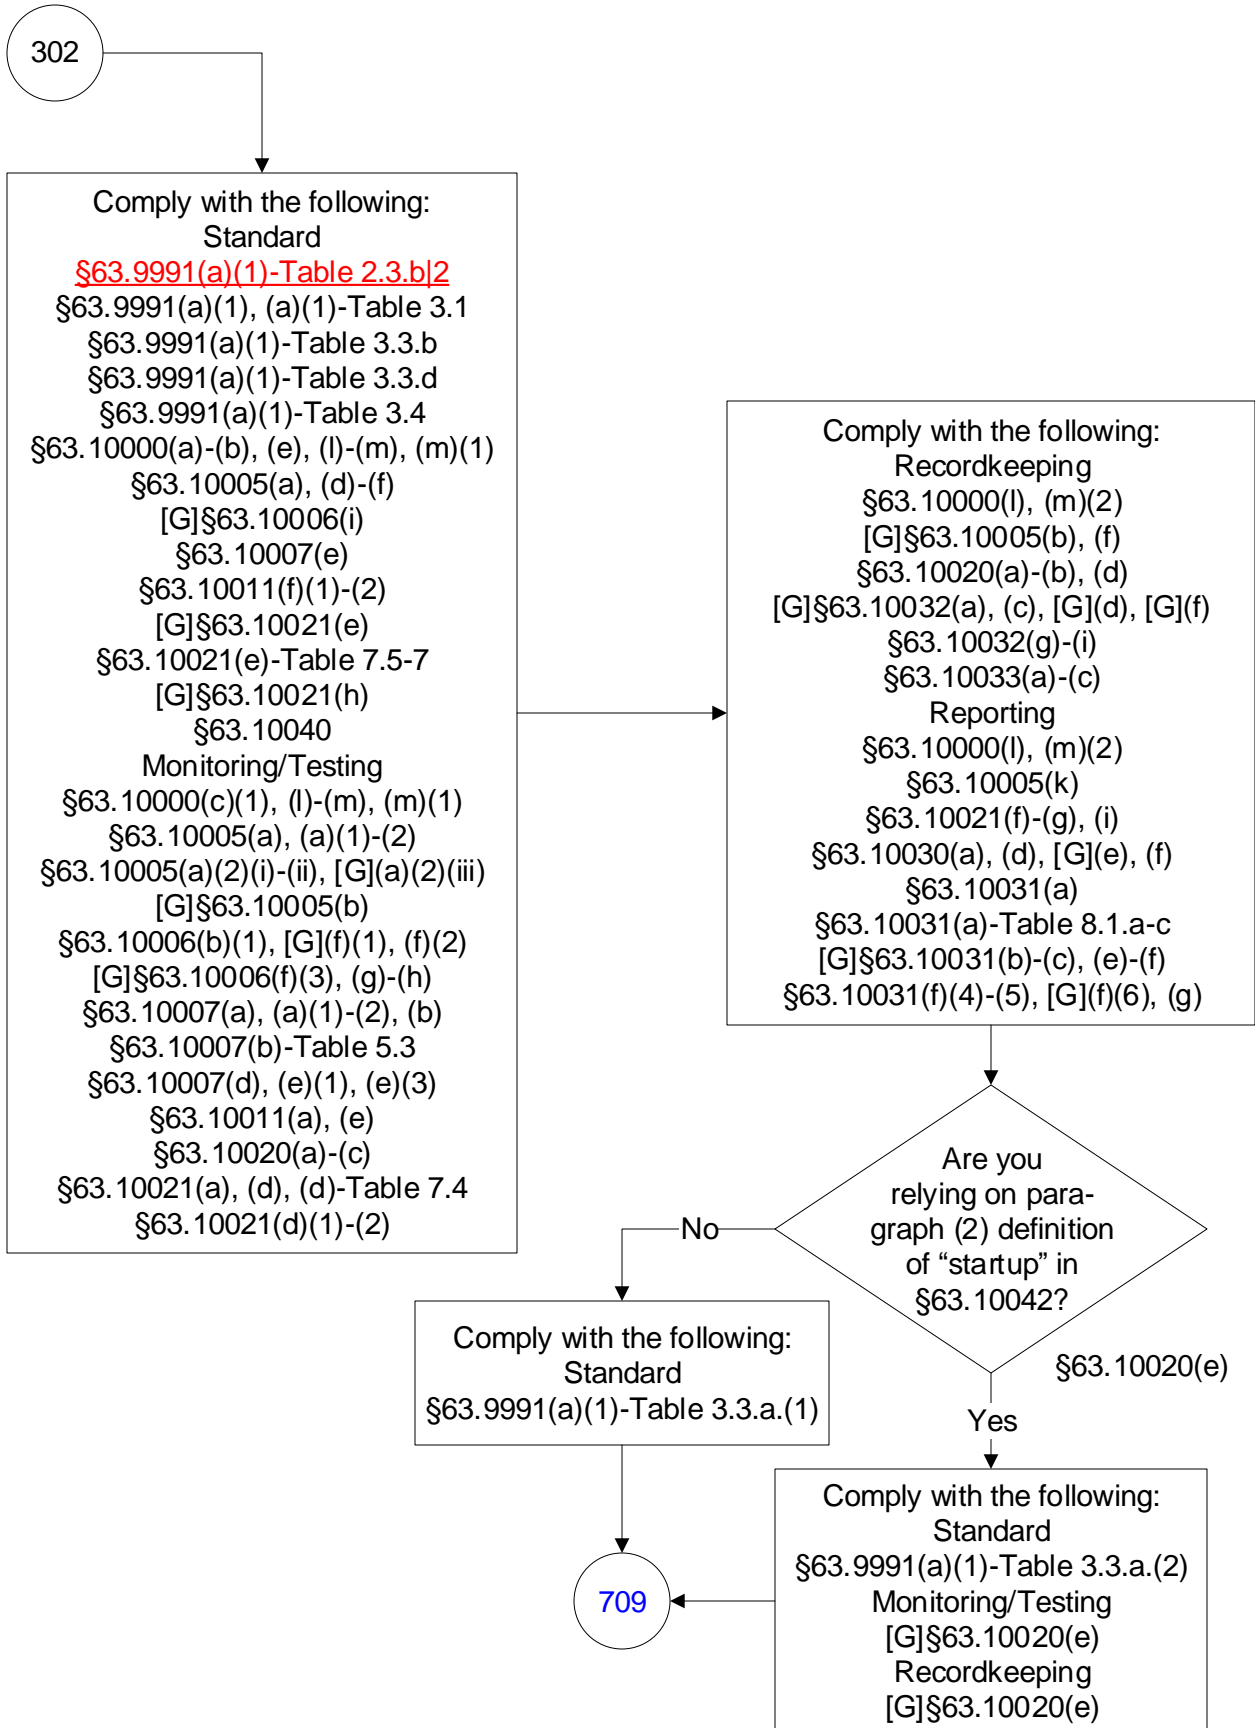 302
Comply with the following:
Standard
§63.9991(a)(1)-Table 2.3.b|2
§63.9991(a)(1), (a)(1)-Table 3.1
§63.9991(a)(1)-Table 3.3.b
§63.9991(a)(1)-Table 3.3.d
§63.9991(a)(1)-Table 3.4
§63.10000(a)-(b), (e), (l)-(m), (m)(1)
§63.10005(a), (d)-(f)
[G]§63.10006(i)
§63.10007(e)
§63.10011(f)(1)-(2)
[G]§63.10021(e)
§63.10021(e)-Table 7.5-7
[G]§63.10021(h)
§63.10040
Monitoring/Testing
§63.10000(c)(1), (l)-(m), (m)(1)
§63.10005(a), (a)(1)-(2)
§63.10005(a)(2)(i)-(ii), [G](a)(2)(iii)
[G]§63.10005(b)
§63.10006(b)(1), [G](f)(1), (f)(2)
[G]§63.10006(f)(3), (g)-(h)
§63.10007(a), (a)(1)-(2), (b)
§63.10007(b)-Table 5.3
§63.10007(d), (e)(1), (e)(3)
§63.10011(a), (e)
§63.10020(a)-(c)
§63.10021(a), (d), (d)-Table 7.4
§63.10021(d)(1)-(2)
Comply with the following:
Recordkeeping
§63.10000(l), (m)(2)
[G]§63.10005(b), (f)
§63.10020(a)-(b), (d)
[G]§63.10032(a), (c), [G](d), [G](f)
§63.10032(g)-(i)
§63.10033(a)-(c)
Reporting
§63.10000(l), (m)(2)
§63.10005(k)
§63.10021(f)-(g), (i)
§63.10030(a), (d), [G](e), (f)
§63.10031(a)
§63.10031(a)-Table 8.1.a-c
[G]§63.10031(b)-(c), (e)-(f)
§63.10031(f)(4)-(5), [G](f)(6), (g)
Are you
relying on para-
graph (2) definition
of “startup” in
§63.10042?
§63.10020(e)
No
Yes
Comply with the following:
Standard
§63.9991(a)(1)-Table 3.3.a.(1)
Comply with the following:
Standard
§63.9991(a)(1)-Table 3.3.a.(2)
Monitoring/Testing
[G]§63.10020(e)
Recordkeeping
[G]§63.10020(e)
709